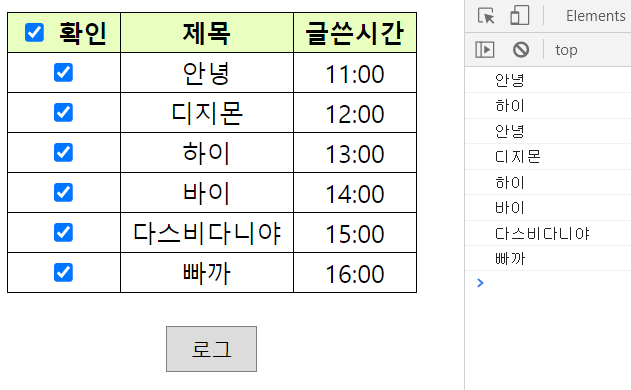 확인 제목 글쓴시간
안녕 11:00
디지몬 12:00
하이 13:00
바이 14:00
다스비다니야 15:00
빠까 16:00
로그
Elements
top
안녕
하이
안녕
디지몬
하이
바이
다스비다니야
빠까